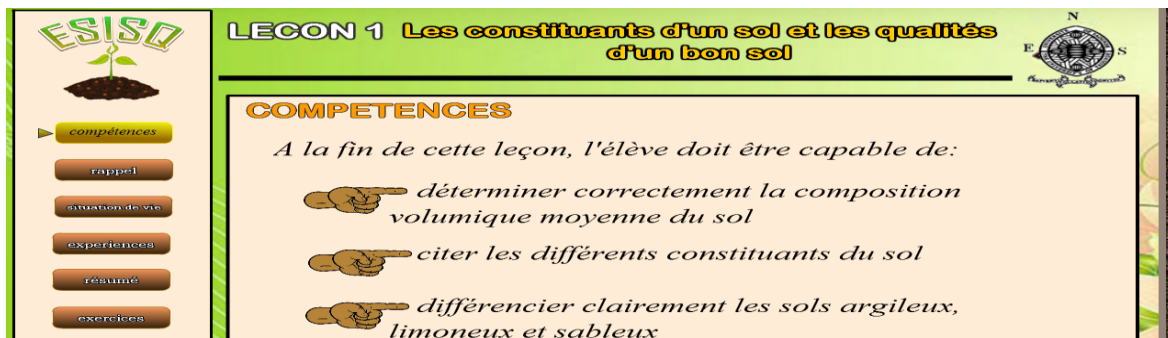 ESISQ
LECON 1 Les constituants d'un sol et les qualités
d'un bon sol
N
E
S
COMPETENCES
compétences
A la fin de cette leçon, l'élève doit être capable de:
rappel
déterminer correctement la composition
volumique moyenne du sol
situation de vie
experiences
citer les différents constituants du sol
résumé
différencier clairement les sols argileux,
limoneux et sableux
exercices